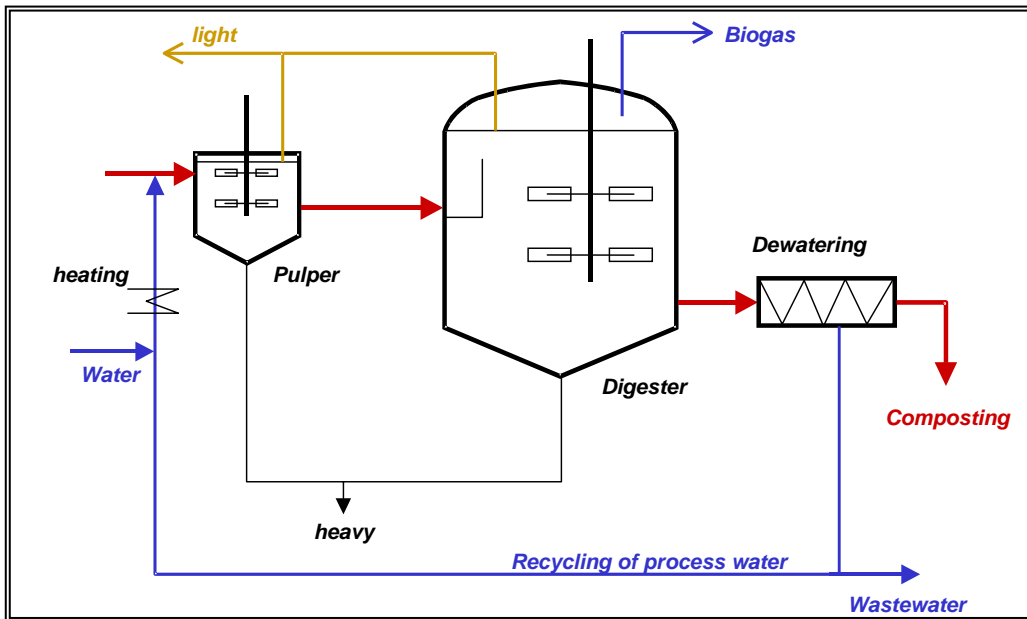 light
Biogas
Dewatering
heating
Pulper
Water
Digester
Composting
heavy
Recycling of process water
Wastewater